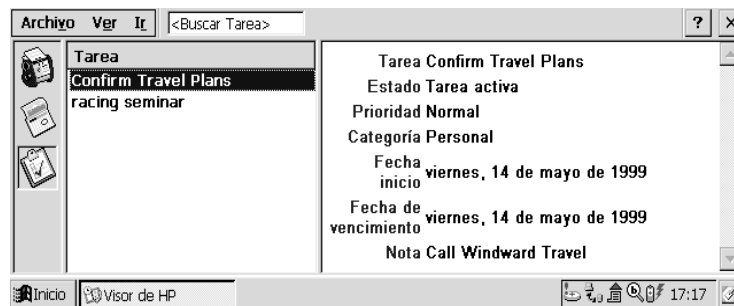 Archivo Ver Ir <Buscar Tarea> ? ×
Tarea
Confirm Travel Plans
racing seminar
Tarea Confirm Travel Plans
Estado Tarea activa
Prioridad Normal
Categoría Personal
Fecha inicio viernes, 14 de mayo de 1999
Fecha de vencimiento viernes, 14 de mayo de 1999
Nota Call Windward Travel
Inicio Visor de HP 17:17